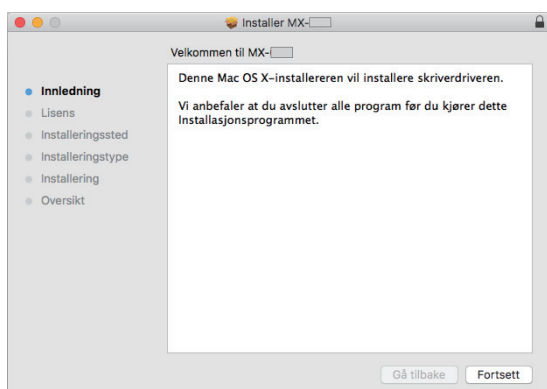 Installer MX-
Velkommen til MX-
Innledning
Lisens
Installeringssted
Installeringstype
Installering
Oversikt
Denne Mac OS X-installereren vil installere skriverdriveren.
Vi anbefaler at du avslutter alle program før du kjører dette
Installasjonsprogrammet.
Gå tilbake
Fortsett